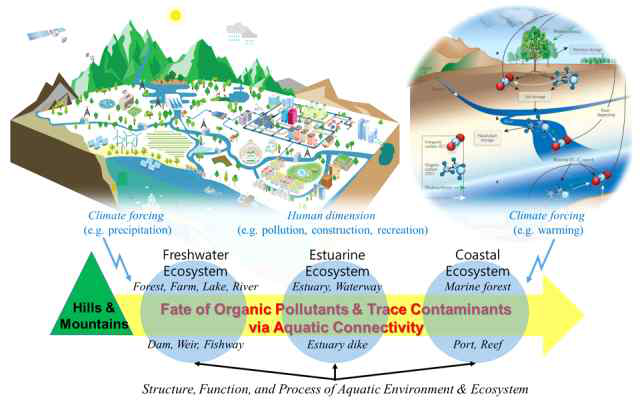 Climate forcing
(e.g. precipitation)
Human dimension
(e.g. pollution, construction, recreation)
Climate forcing
(e.g. warming)
Freshwater
Ecosystem
Estuarine
Ecosystem
Coastal
Ecosystem
Forest, Farm, Lake, River
Estuary, Waterway
Marine forest
Hills &
Mountains
Fate of Organic Pollutants & Trace Contaminants
via Aquatic Connectivity
Dam, Weir, Fishway
Estuary dike
Port, Reef
Structure, Function, and Process of Aquatic Environment & Ecosystem